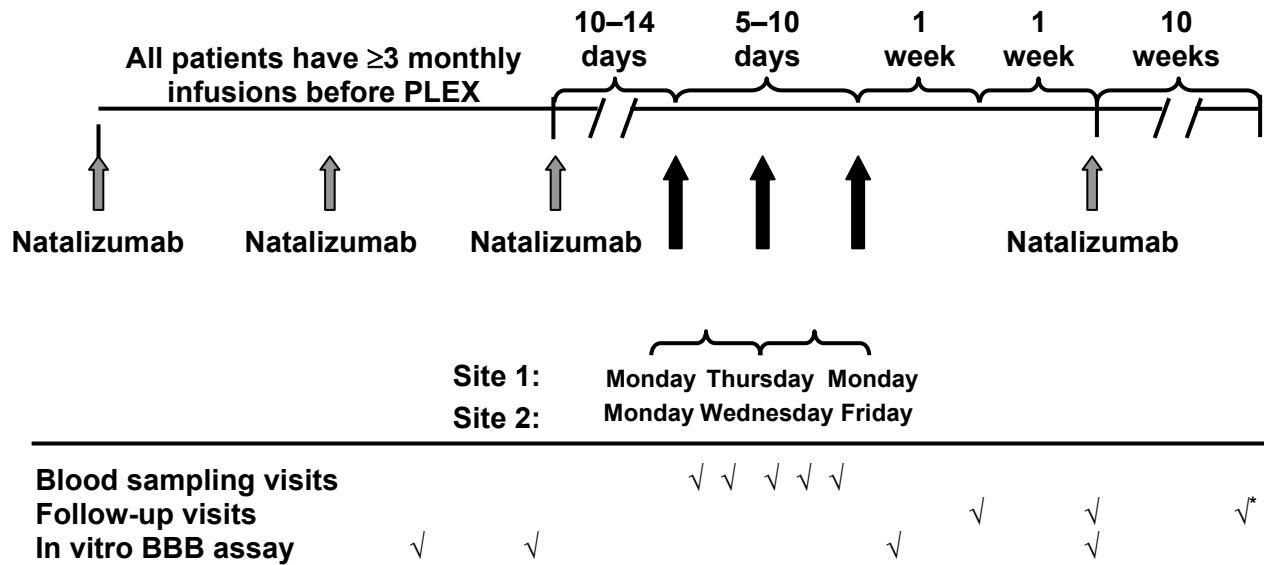 10–14 days
5–10 days
1 week
1 week
10 weeks
All patients have ≥3 monthly
infusions before PLEX
Natalizumab Natalizumab Natalizumab Natalizumab
Site 1: Monday Thursday Monday
Site 2: Monday Wednesday Friday
Blood sampling visits √ √ √ √ √
Follow-up visits √ √ √*
In vitro BBB assay √ √ √ √